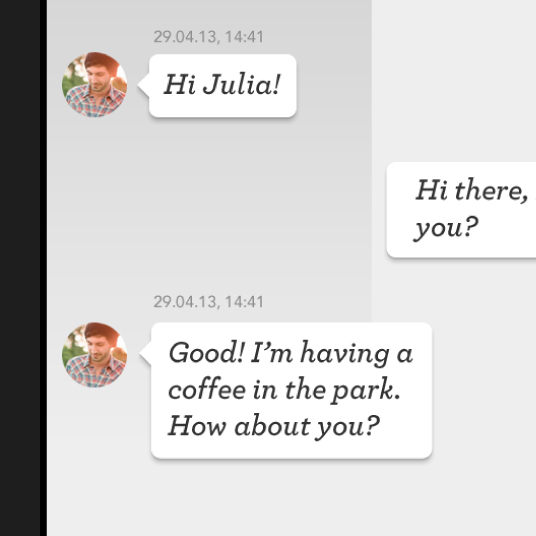 29.04.13, 14:41
Hi Julia!
Hi there,
you?
29.04.13, 14:41
Good! I'm having a
coffee in the park.
How about you?